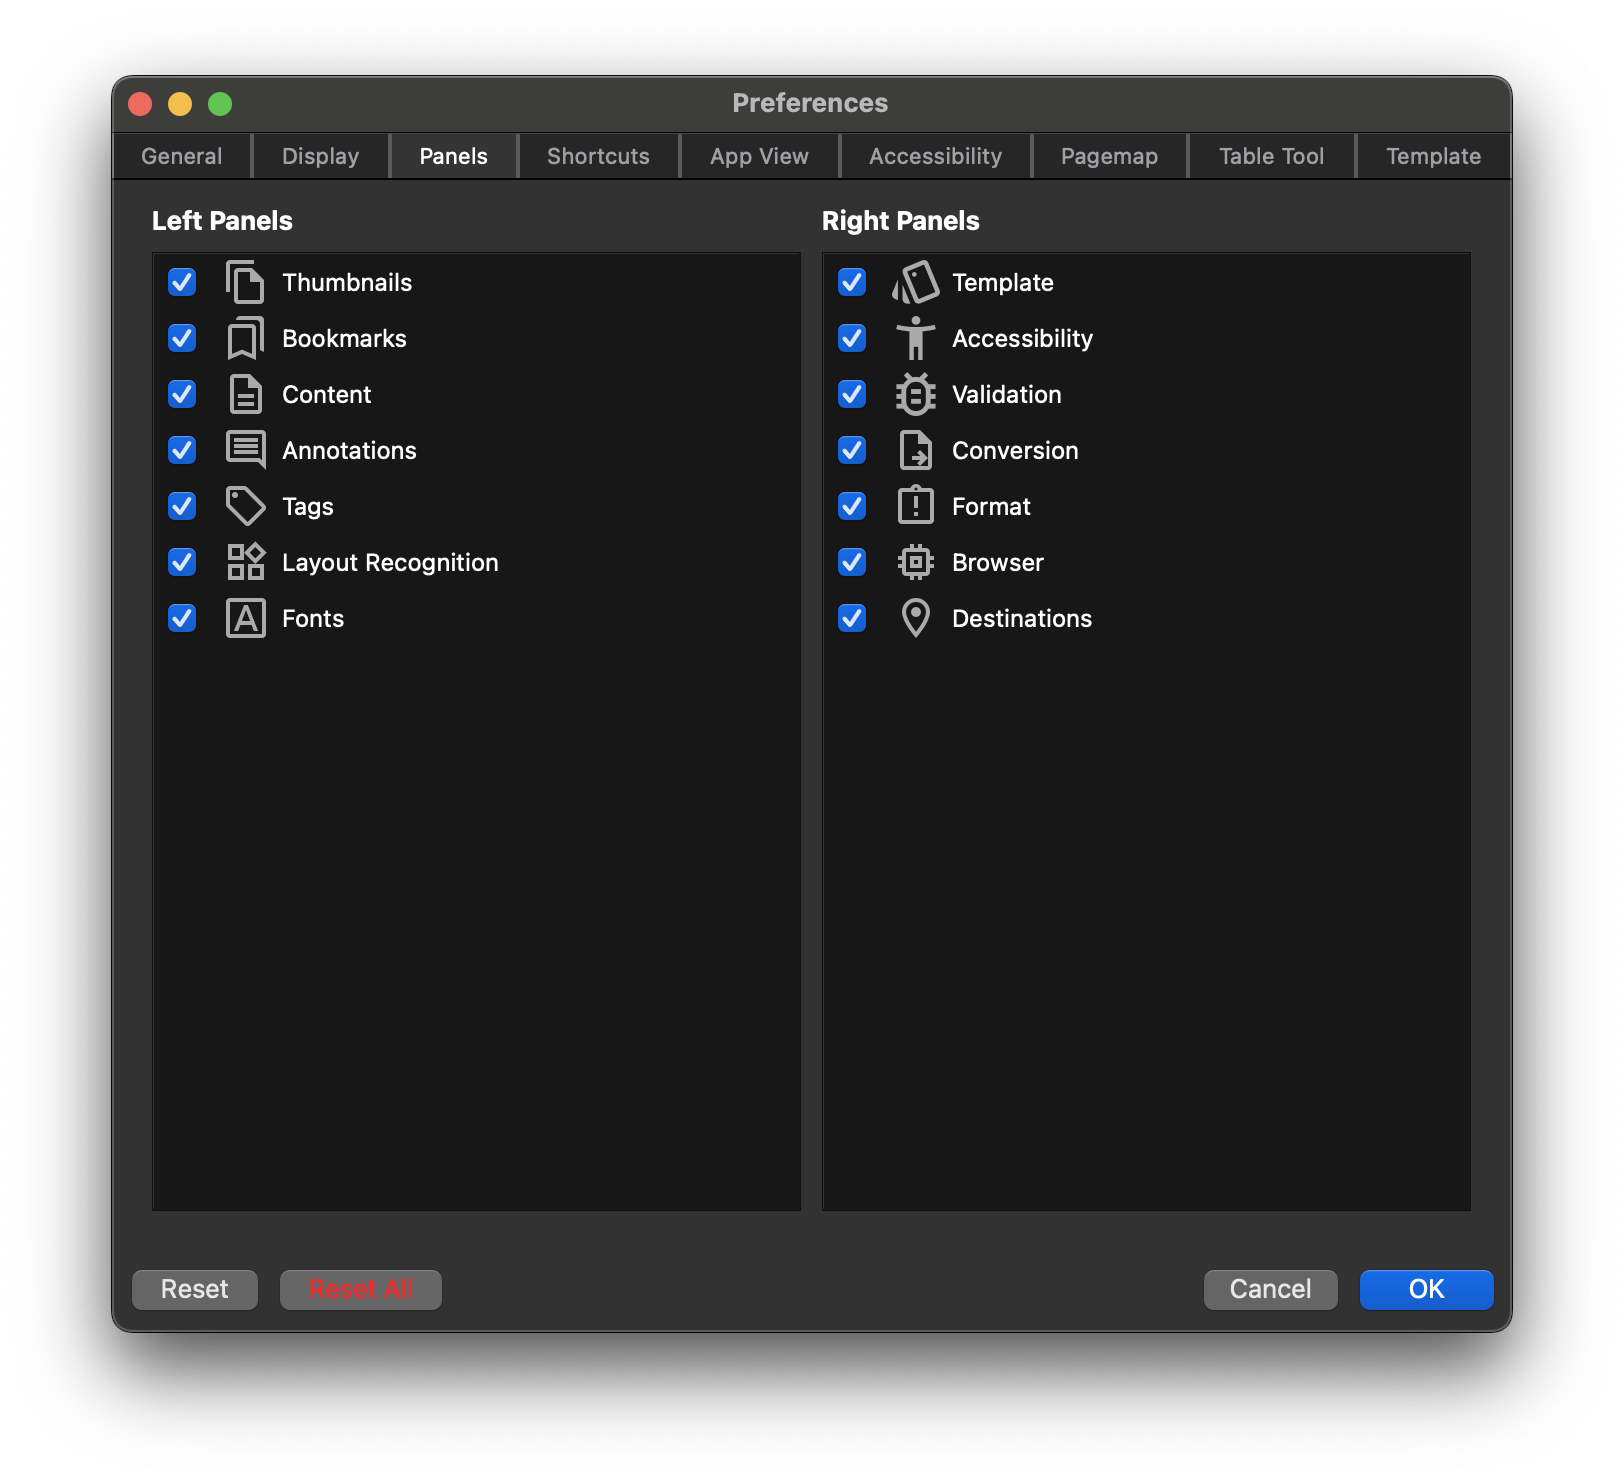 Preferences
General Display Panels Shortcuts App View Accessibility Pagemap Table Tool Template
Left Panels
Thumbnails
Bookmarks
Content
Annotations
Tags
Layout Recognition
Fonts
Right Panels
Template
Accessibility
Validation
Conversion
Format
Browser
Destinations
Reset Reset All Cancel OK